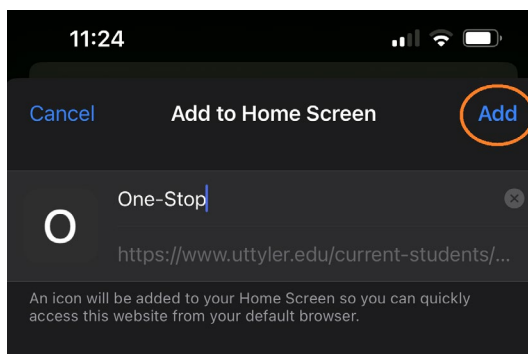 11:24
Cancel Add to Home Screen Add
One-Stop
O
https://www.uttyler.edu/current-students/...
An icon will be added to your Home Screen so you can quickly
access this website from your default browser.